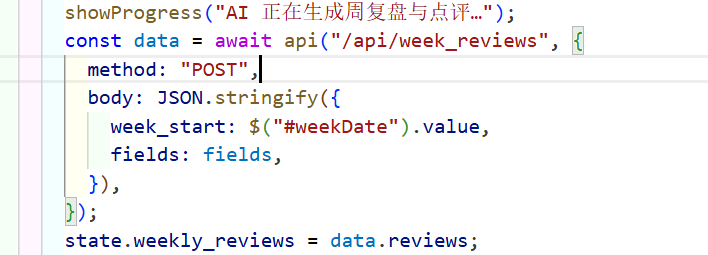 showProgress("AI 正在生成周复盘与点评…");
const data = await api("/api/week_reviews", {
method: "POST",
body: JSON.stringify({
week_start: $("#weekDate").value,
fields: fields,
}),
});
state.weekly_reviews = data.reviews;